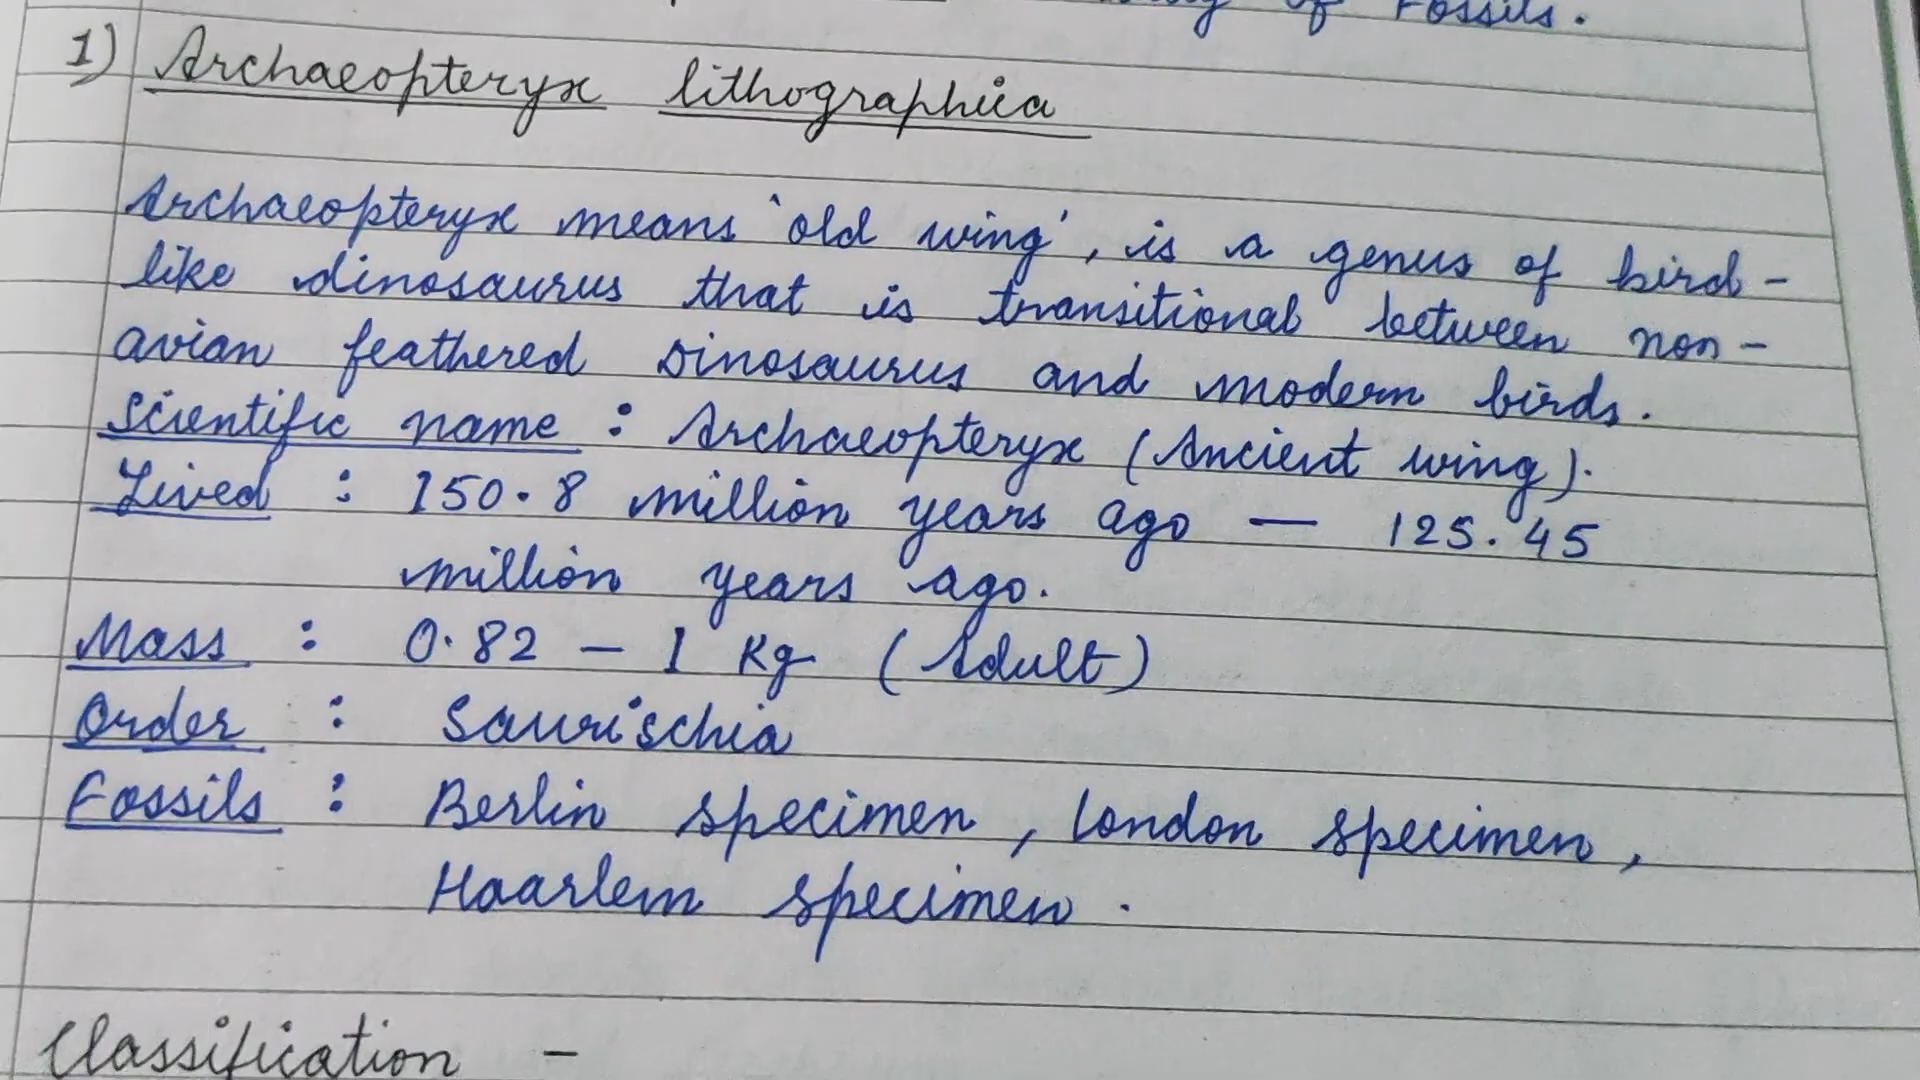 of Fossils.
1) Archaeopteryx lithographica
Archaeopteryx means 'old wing', is a genus of bird-
like dinosaurus that is transitional between non-
avian feathered Dinosaurus and modern birds.
Scientific name : Archaeopteryx (Ancient wing).
Lived : 150.8 million years ago — 125.45
million years ago.
Mass : 0.82 - 1 Kg (Adult)
Order : Saurischia
Fossils : Berlin specimen, London specimen,
Haarlem specimen.
Classification -